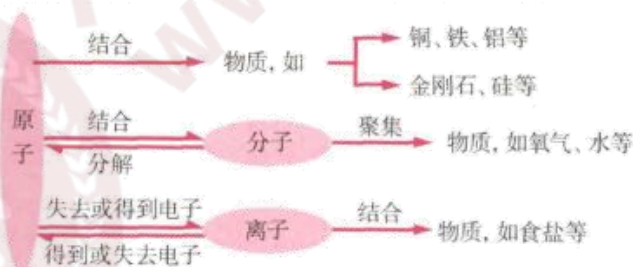 结合
物质,如
铜、铁、铝等
金刚石、硅等
原子
结合
分解
分子
聚集
物质,如氧气、水等
失去或得到电子
得到或失去电子
离子
结合
物质,如食盐等